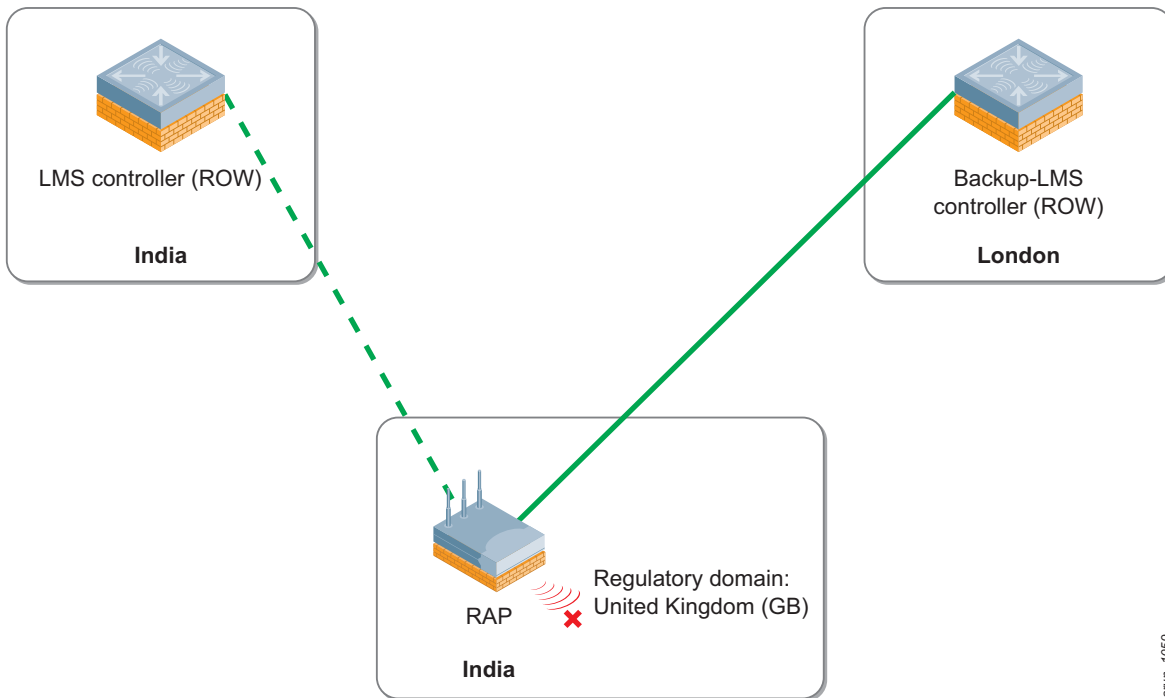 LMS controller (ROW)
India
Backup-LMS
controller (ROW)
London
Regulatory domain:
United Kingdom (GB)
RAP
India